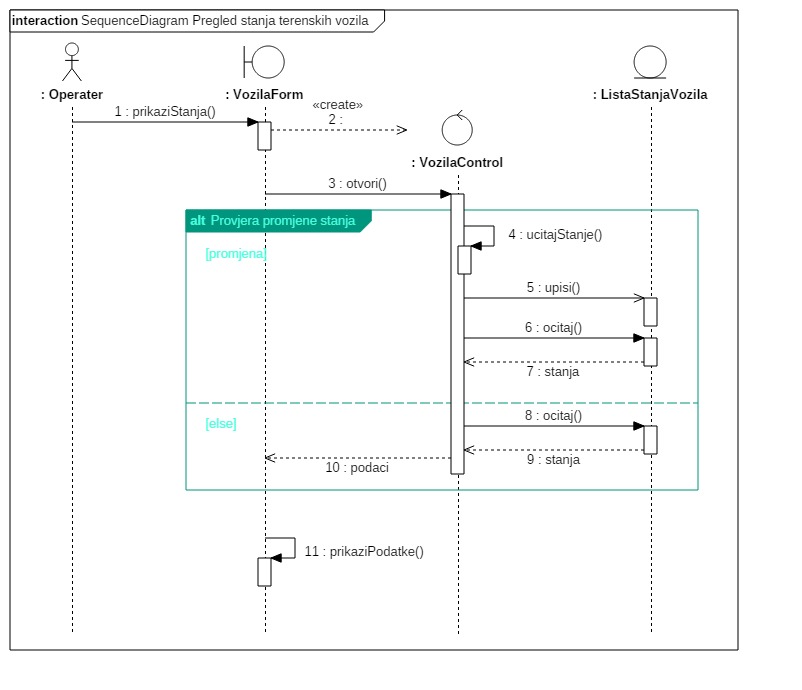 interaction SequenceDiagram Pregled stanja terenskih vozila
: Operater
: VozilaForm
: ListaStanjaVozila
1 : prikaziStanja()
«create»
2 :
: VozilaControl
3 : otvori()
alt Provjera promjene stanja
4 : ucitajStanje()
[promjena]
5 : upisi()
6 : ocitaj()
7 : stanja
8 : ocitaj()
[else]
9 : stanja
10 : podaci
11 : prikaziPodatke()